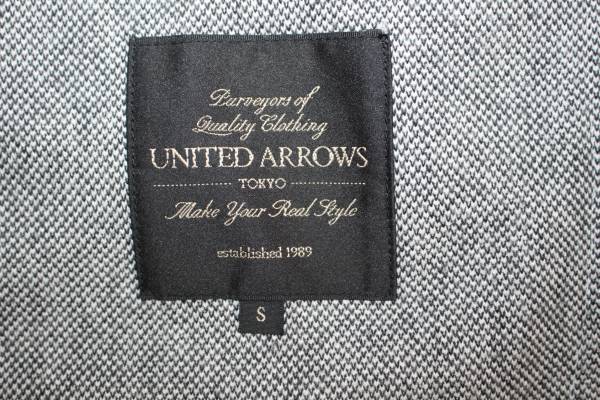 Purveyors of
Quality Clothing
UNITED ARROWS
TOKYO
Make Your Real Style
established 1989
S